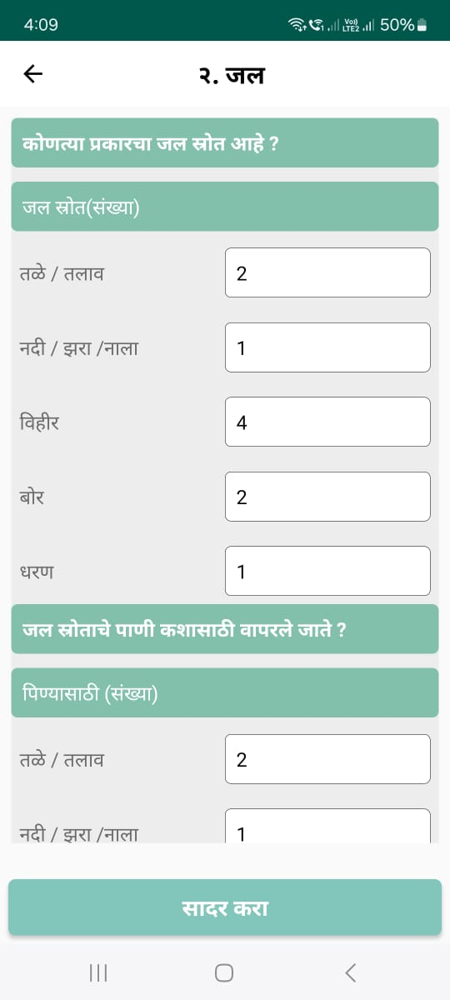 4:09
Vo))
LTE2
50%
२. जल
कोणत्या प्रकारचा जल स्रोत आहे ?
जल स्रोत(संख्या)
तळे / तलाव
2
नदी / झरा /नाला
1
विहीर
4
बोर
2
धरण
1
जल स्रोताचे पाणी कशासाठी वापरले जाते ?
पिण्यासाठी (संख्या)
तळे / तलाव
2
नदी / झरा /नाला
1
सादर करा